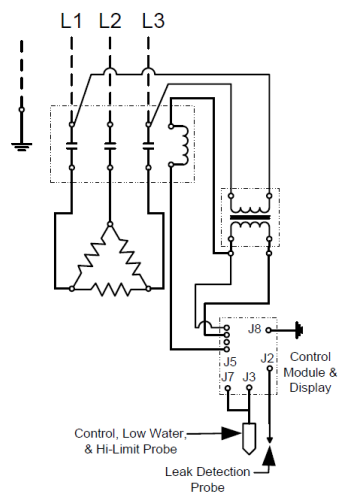 L1 L2 L3
J8
J5
J2
J7 J3
Control
Module &
Display
Control, Low Water,
& Hi-Limit Probe
Leak Detection
Probe